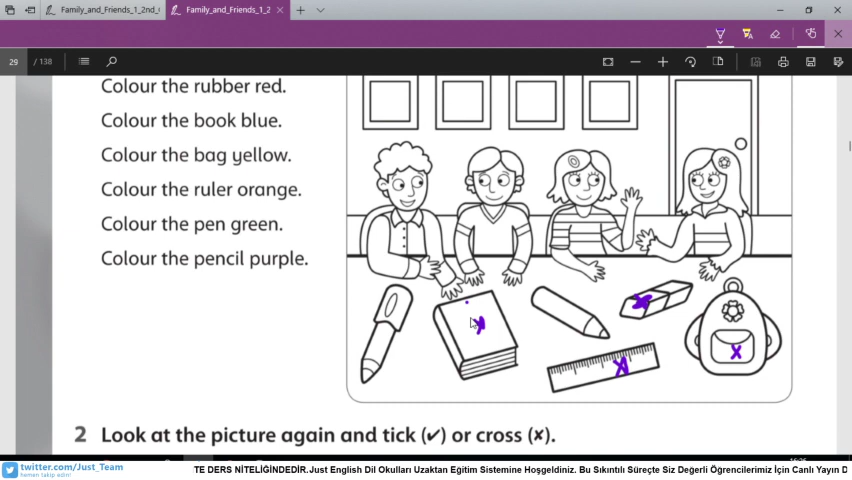 Family_and_Friends_1_2nd_
Family_and_Friends_1_2
29 / 138
Colour the rubber red.
Colour the book blue.
Colour the bag yellow.
Colour the ruler orange.
Colour the pen green.
Colour the pencil purple.
2 Look at the picture again and tick (✔) or cross (✘).
twitter.com/Just_Team
hemen takip edin!
TE DERS NİTELİĞİNDEDİR.Just English Dil Okulları Uzaktan Eğitim Sistemine Hoşgeldiniz. Bu Sıkıntılı Süreçte Siz Değerli Öğrencilerimiz İçin Canlı Yayın D